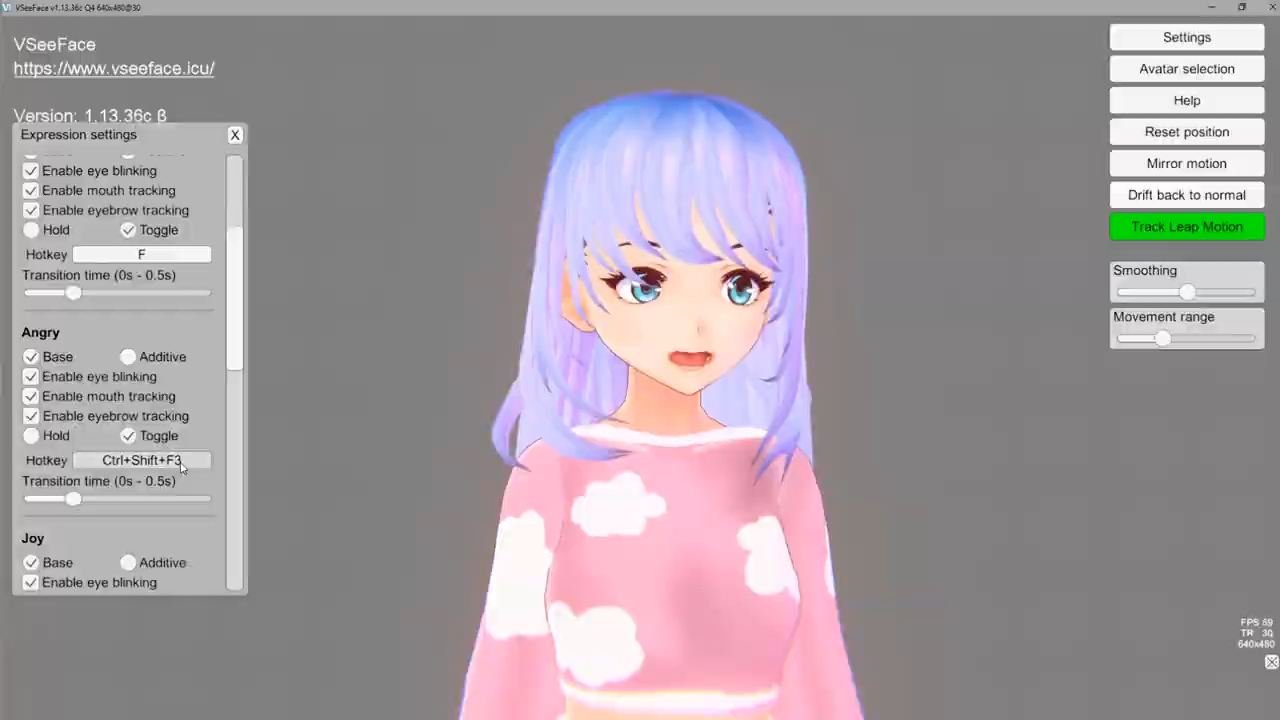 VSeeFace v1.13.36c Q4 640x480@30
VSeeFace
https://www.vseeface.icu/
Version: 1.13.36c β
Expression settings
X
Enable eye blinking
Enable mouth tracking
Enable eyebrow tracking
Hold Toggle
Hotkey F
Transition time (0s - 0.5s)
Angry
Base Additive
Enable eye blinking
Enable mouth tracking
Enable eyebrow tracking
Hold Toggle
Hotkey Ctrl+Shift+F3
Transition time (0s - 0.5s)
Joy
Base Additive
Enable eye blinking
Settings
Avatar selection
Help
Reset position
Mirror motion
Drift back to normal
Track Leap Motion
Smoothing
Movement range
FPS 59
TR 30
640x480